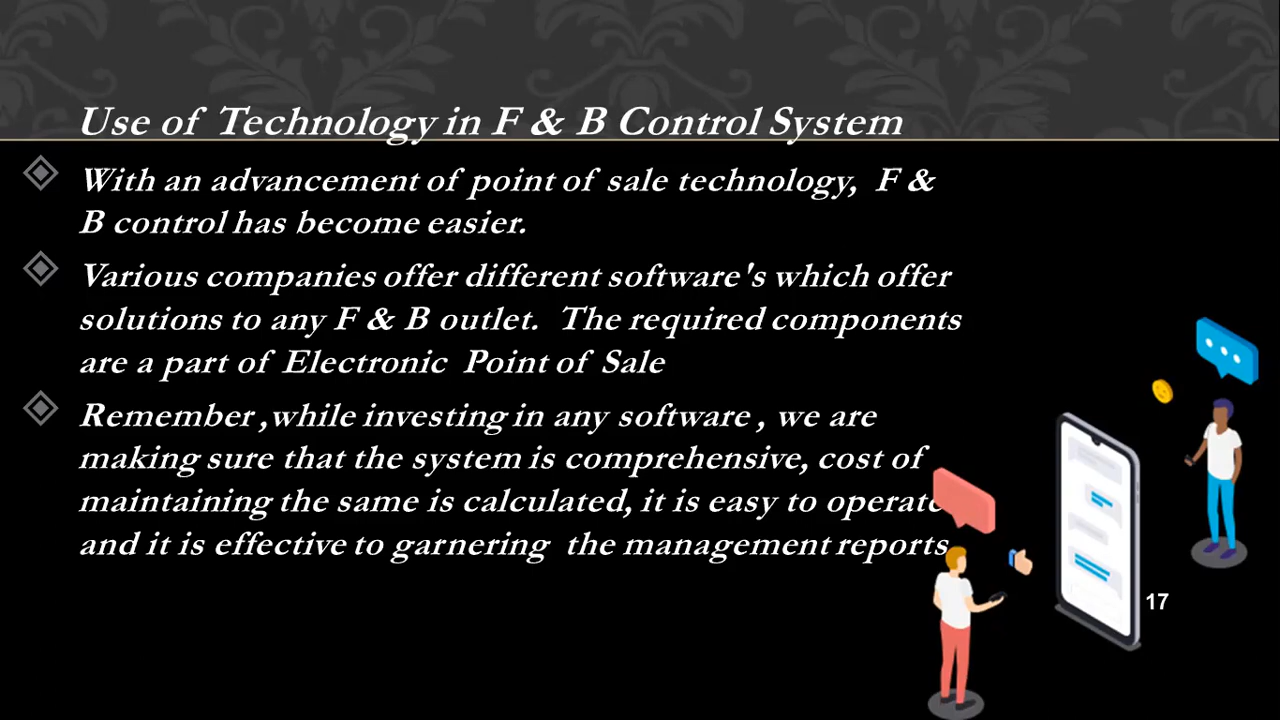 Use of Technology in F & B Control System
With an advancement of point of sale technology, F &
B control has become easier.
Various companies offer different software's which offer
solutions to any F & B outlet. The required components
are a part of Electronic Point of Sale
Remember ,while investing in any software , we are
making sure that the system is comprehensive, cost of
maintaining the same is calculated, it is easy to operate
and it is effective to garnering the management reports
17